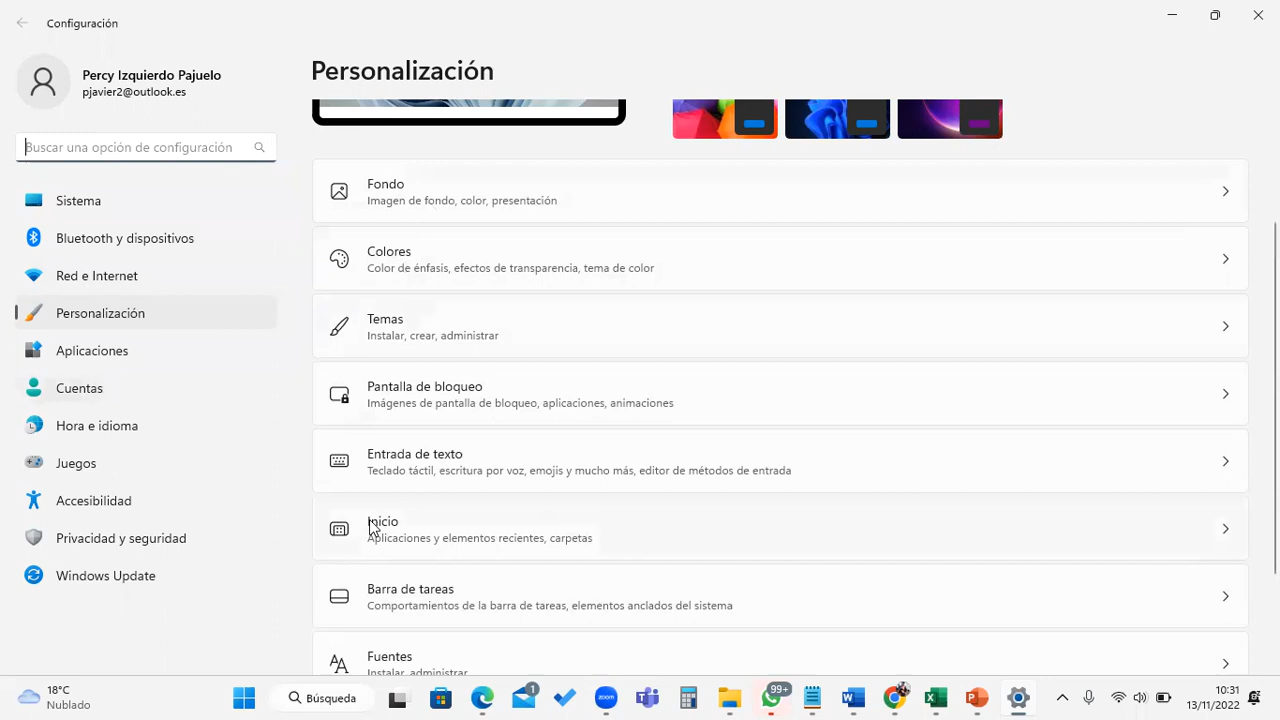 Configuración
Percy Izquierdo Pajuelo
pjavier2@outlook.es
Buscar una opción de configuración
Sistema
Bluetooth y dispositivos
Red e Internet
Personalización
Aplicaciones
Cuentas
Hora e idioma
Juegos
Accesibilidad
Privacidad y seguridad
Windows Update
Personalización
Fondo
Imagen de fondo, color, presentación
Colores
Color de énfasis, efectos de transparencia, tema de color
Temas
Instalar, crear, administrar
Pantalla de bloqueo
Imágenes de pantalla de bloqueo, aplicaciones, animaciones
Entrada de texto
Teclado táctil, escritura por voz, emojis y mucho más, editor de métodos de entrada
Inicio
Aplicaciones y elementos recientes, carpetas
Barra de tareas
Comportamientos de la barra de tareas, elementos anclados del sistema
Fuentes
Instalar, administrar
18°C
Nublado
Búsqueda
1
zoom
99+
10:31
13/11/2022